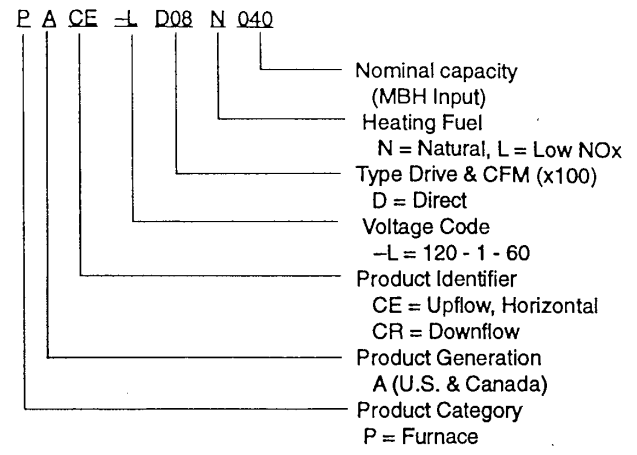 P A CE -L D08 N 040
Nominal capacity
(MBH Input)
Heating Fuel
N = Natural, L = Low NOx
Type Drive & CFM (x100)
D = Direct
Voltage Code
–L = 120 - 1 - 60
Product Identifier
CE = Upflow, Horizontal
CR = Downflow
Product Generation
A (U.S. & Canada)
Product Category
P = Furnace